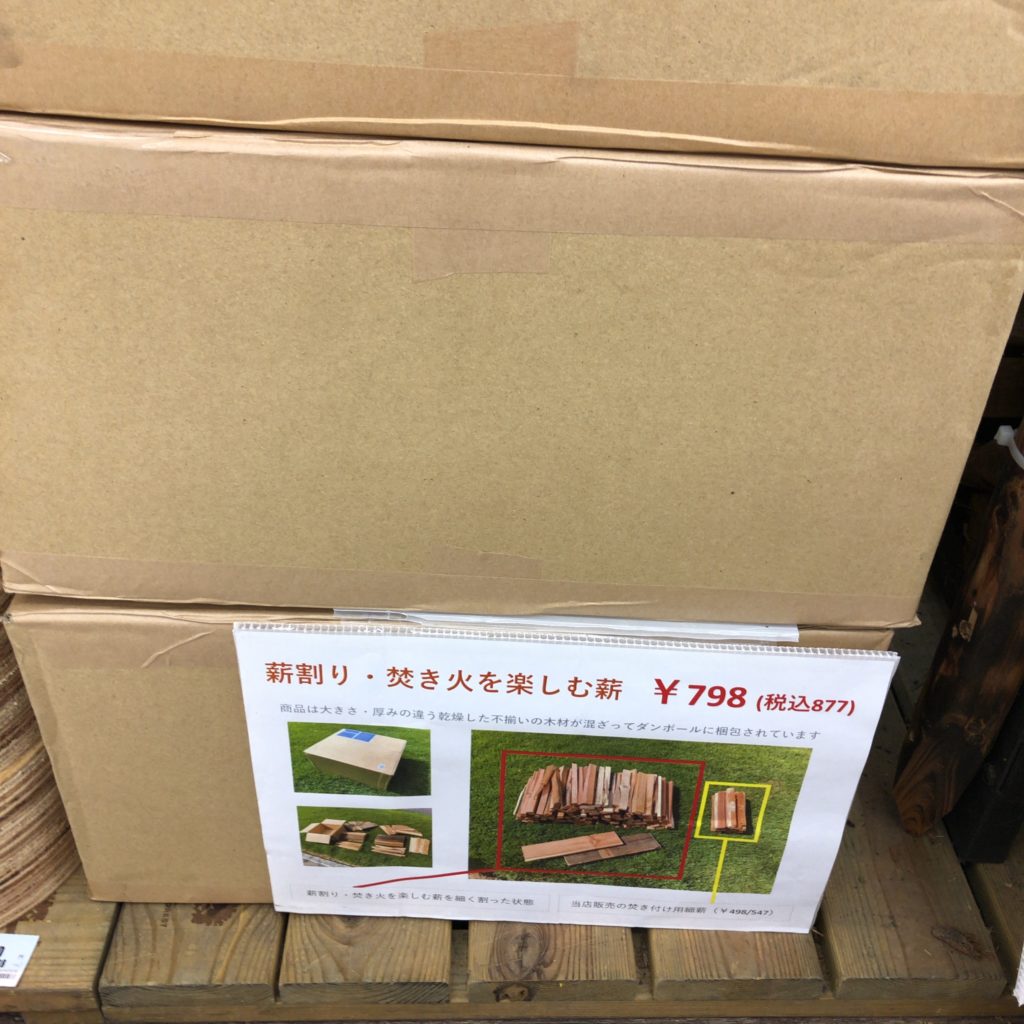 薪割り・焚き火を楽しむ薪 ￥798 (税込877)
商品は大きさ・厚みの違う乾燥した不揃いの木材が混ざってダンボールに梱包されています
薪割り・焚き火を楽しむ薪を細く割った状態
当店販売の焚き付け用細薪（￥498/547）